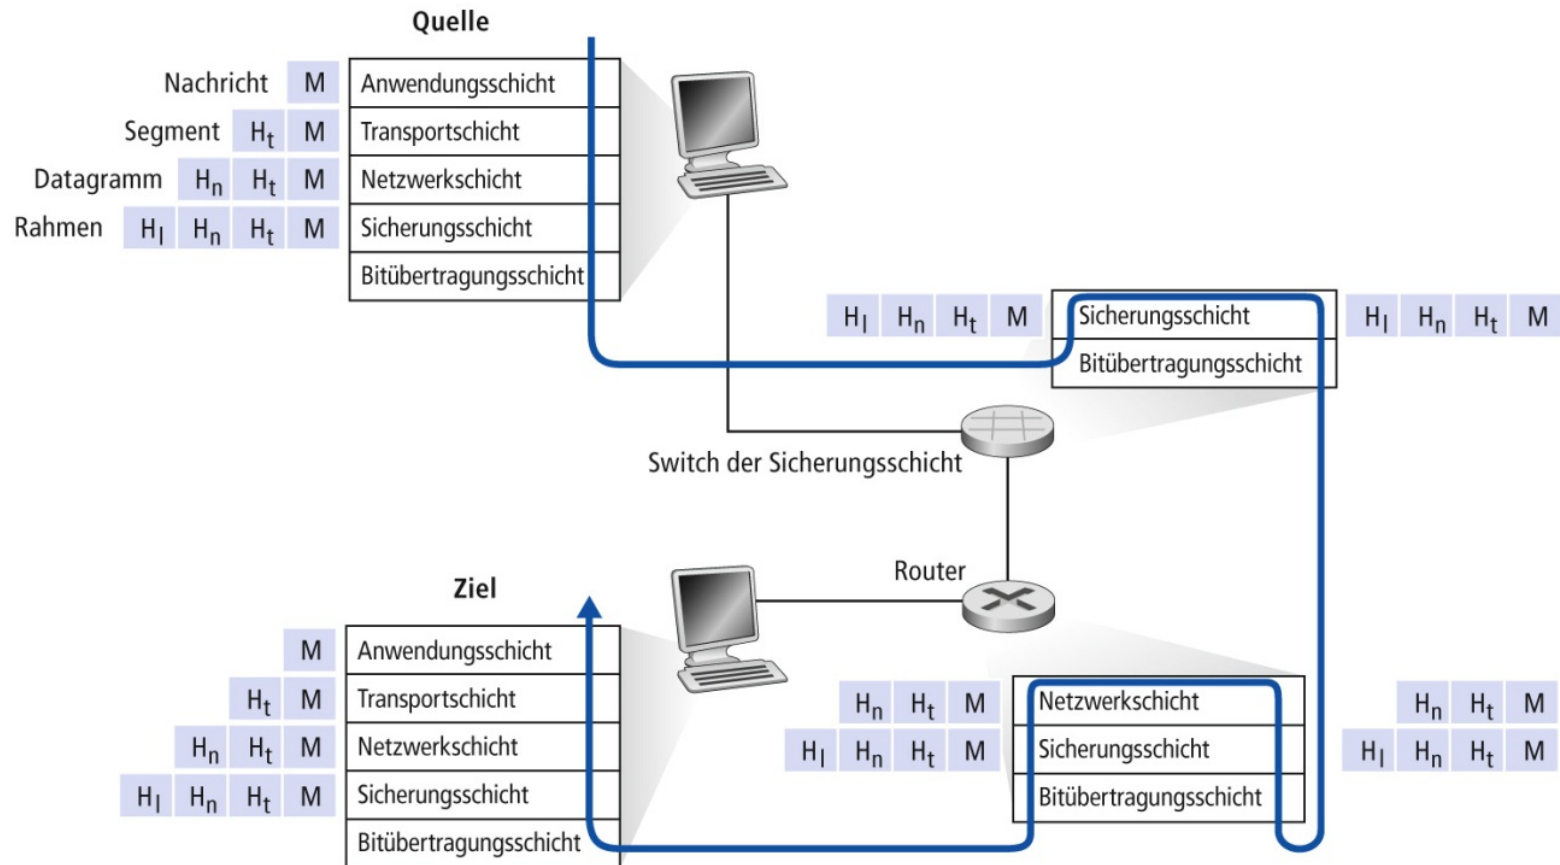 Quelle
Nachricht M Anwendungsschicht
Segment Ht M Transportschicht
Datagramm Hn Ht M Netzwerkschicht
Rahmen Hl Hn Ht M Sicherungsschicht
Bitübertragungsschicht
Hl Hn Ht M Sicherungsschicht Hl Hn Ht M
Bitübertragungsschicht
Switch der Sicherungsschicht
Router
Ziel
M Anwendungsschicht
Ht M Transportschicht
Hn Ht M Netzwerkschicht
Hl Hn Ht M Sicherungsschicht
Bitübertragungsschicht
Hn Ht M Netzwerkschicht Hn Ht M
Hl Hn Ht M Sicherungsschicht Hl Hn Ht M
Bitübertragungsschicht